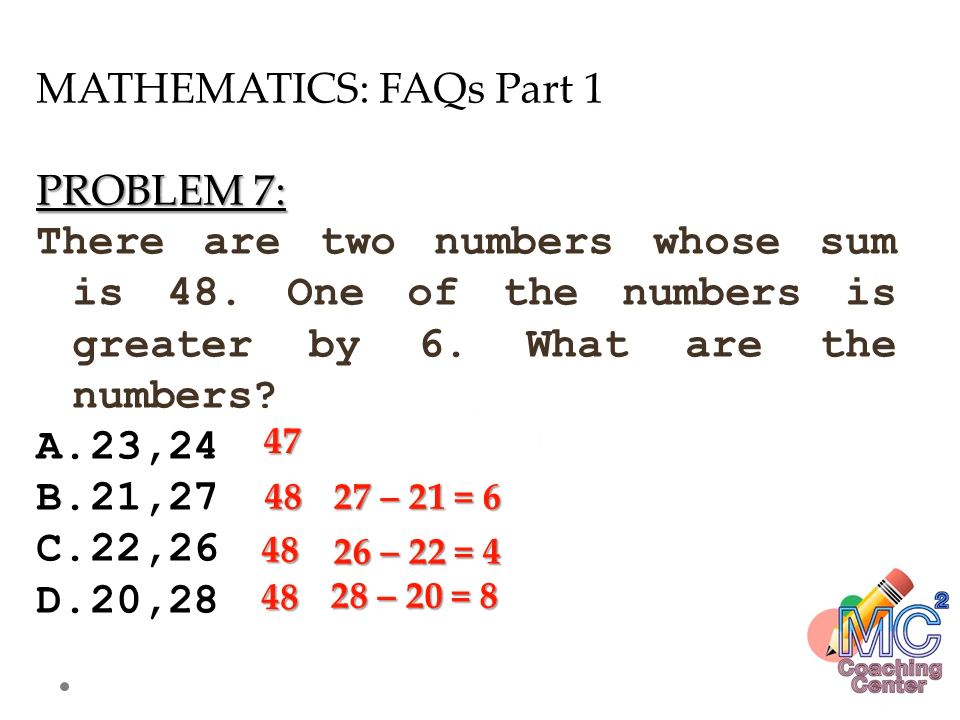 MATHEMATICS: FAQs Part 1
PROBLEM 7:
There are two numbers whose sum
is 48. One of the numbers is
greater by 6. What are the
numbers?
A.23,24 47
B.21,27 48 27 – 21 = 6
C.22,26 48 26 – 22 = 4
D.20,28 48 28 – 20 = 8
MC2
Coaching
Center